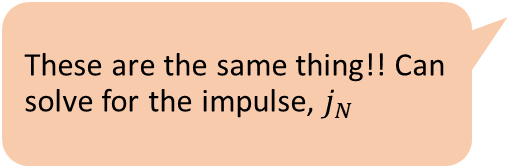 These are the same thing!! Can
solve for the impulse, j_N